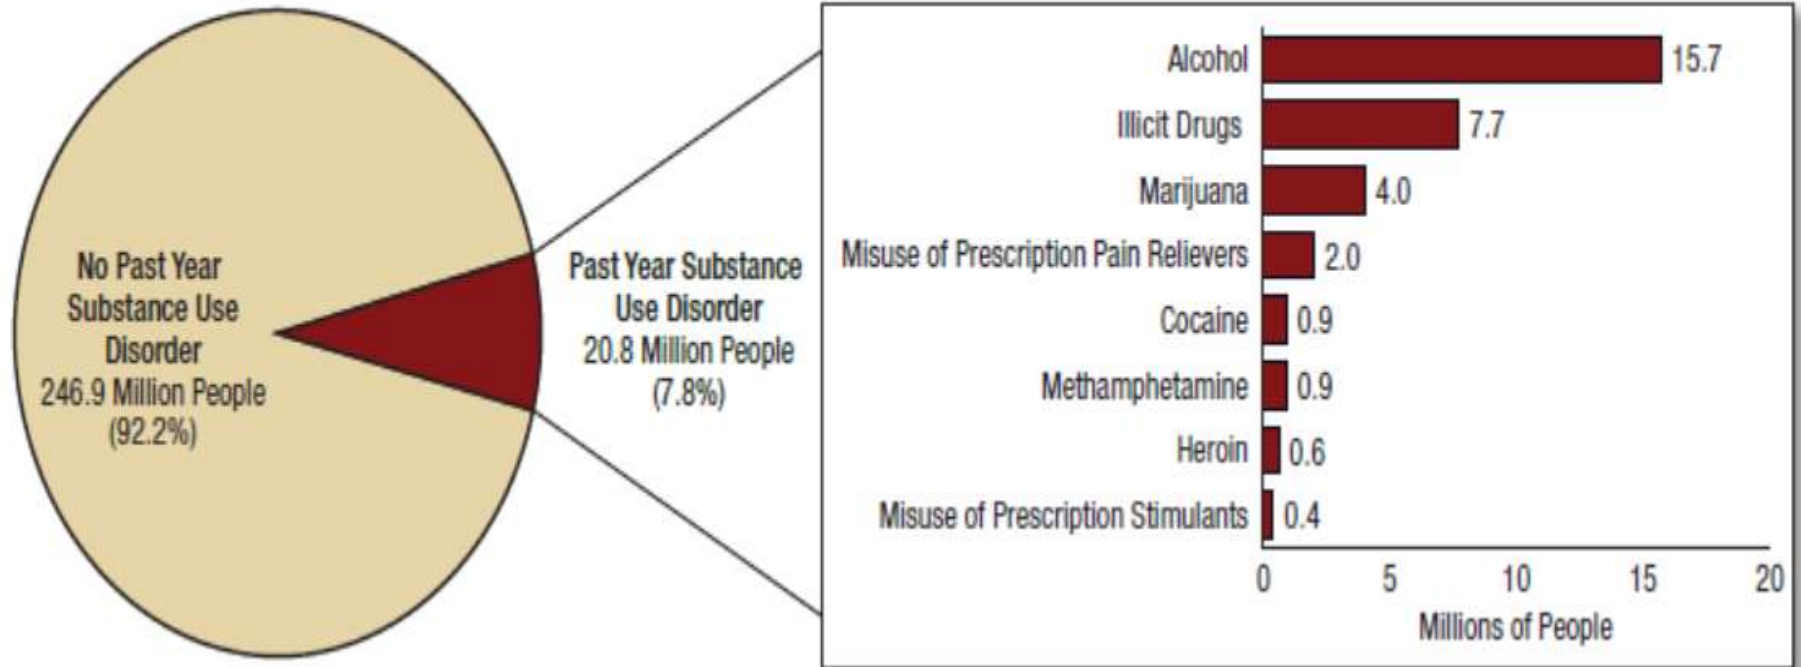 No Past Year
Substance Use
Disorder
246.9 Million People
(92.2%)
Past Year Substance
Use Disorder
20.8 Million People
(7.8%)
Alcohol 15.7
Illicit Drugs 7.7
Marijuana 4.0
Misuse of Prescription Pain Relievers 2.0
Cocaine 0.9
Methamphetamine 0.9
Heroin 0.6
Misuse of Prescription Stimulants 0.4
0 5 10 15 20
Millions of People